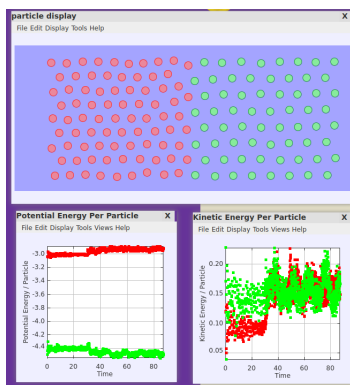 particle display X
File Edit Display Tools Help
Potential Energy Per Particle X
File Edit Display Tools Views Help
Potential Energy / Particle
-3.0
-3.2
-3.4
-3.6
-3.8
-4.0
-4.2
-4.4
0 20 40 60 80
Time
Kinetic Energy Per Particle X
File Edit Display Tools Views Help
Kinetic Energy / Particle
0.20
0.15
0.10
0.05
0 20 40 60 80
Time